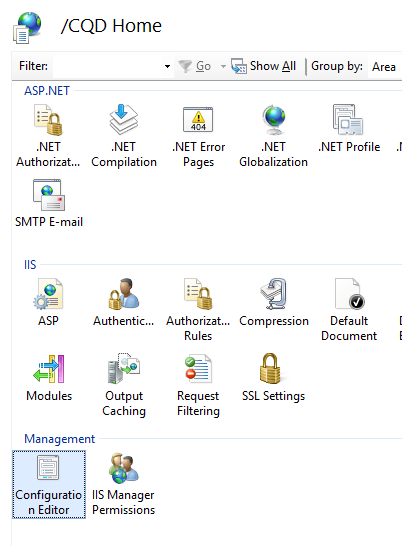 /CQD Home
Filter: Go Show All Group by: Area
ASP.NET
.NET Authorizat... .NET Compilation .NET Error Pages .NET Globalization .NET Profile
404
SMTP E-mail
IIS
ASP Authentic... Authorizat... Rules Compression Default Document
Modules Output Caching Request Filtering SSL Settings
Management
Configuratio n Editor IIS Manager Permissions